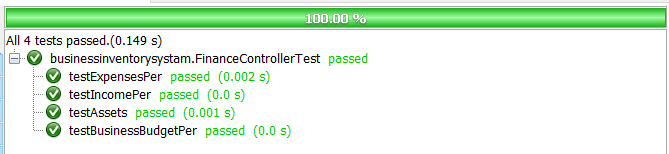 100.00 %
All 4 tests passed.(0.149 s)
businessinventorysystam.FinanceControllerTest passed
testExpensesPer passed (0.002 s)
testIncomePer passed (0.0 s)
testAssets passed (0.001 s)
testBusinessBudgetPer passed (0.0 s)